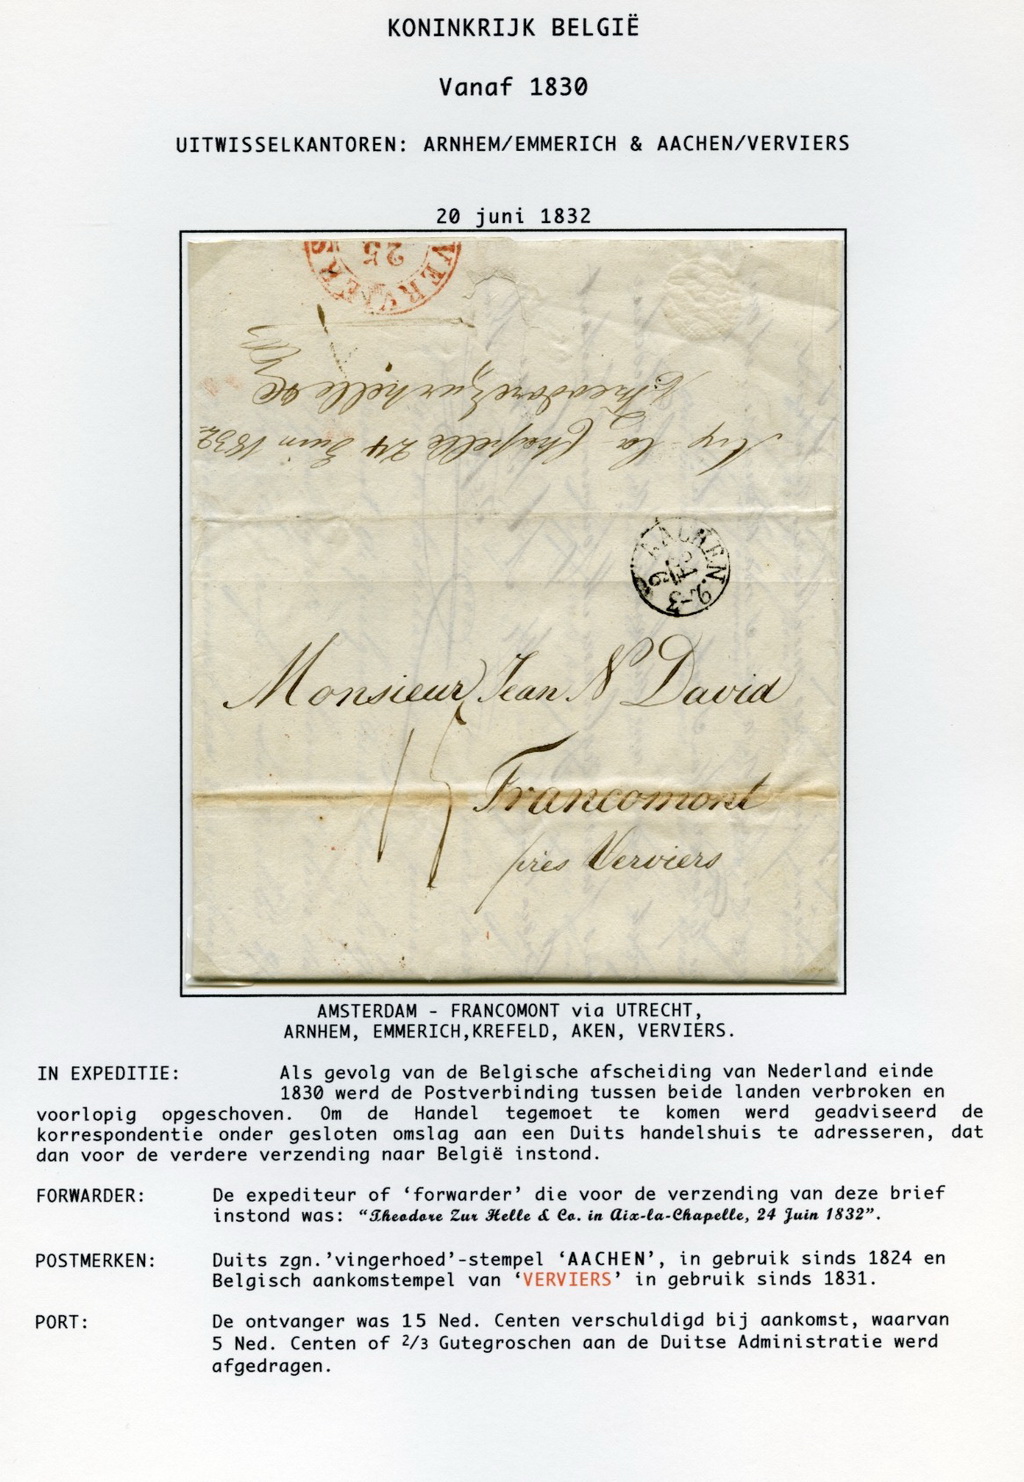 KONINKRIJK BELGIË
Vanaf 1830
UITWISSELKANTOREN: ARNHEM/EMMERICH & AACHEN/VERVIERS
20 juni 1832
VERVIERS
25
Theodore Zurhelle & C
Aix-la-Chapelle 24 Juin 1832.
AACHEN 2-3
Monsieur Jean N David
15
Francomont
près Verviers
AMSTERDAM - FRANCOMONT via UTRECHT,
ARNHEM, EMMERICH,KREFELD, AKEN, VERVIERS.
IN EXPEDITIE: Als gevolg van de Belgische afscheiding van Nederland einde
1830 werd de Postverbinding tussen beide landen verbroken en
voorlopig opgeschoven. Om de Handel tegemoet te komen werd geadviseerd de
korrespondentie onder gesloten omslag aan een Duits handelshuis te adresseren, dat
dan voor de verdere verzending naar België instond.
FORWARDER: De expediteur of ‘forwarder’ die voor de verzending van deze brief
instond was: “Theodore Zur Helle & Co. in Aix-la-Chapelle, 24 Juin 1832”.
POSTMERKEN: Duits zgn.'vingerhoed'-stempel ‘AACHEN’, in gebruik sinds 1824 en
Belgisch aankomstempel van ‘VERVIERS’ in gebruik sinds 1831.
PORT: De ontvanger was 15 Ned. Centen verschuldigd bij aankomst, waarvan
5 Ned. Centen of 2/3 Gutegroschen aan de Duitse Administratie werd
afgedragen.